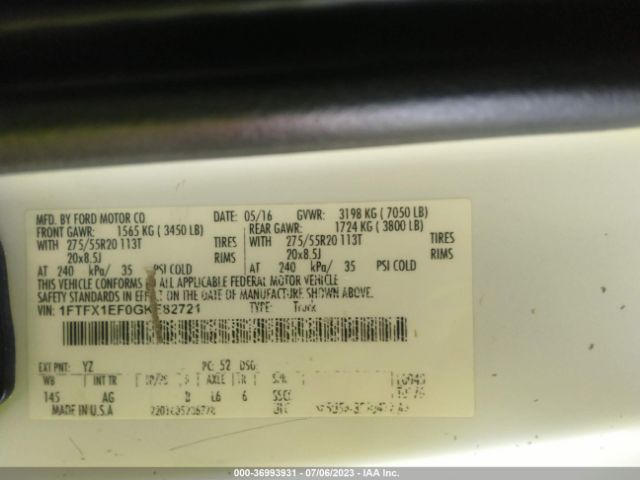 MFD. BY FORD MOTOR CO. DATE: 05/16 GVWR: 3198 KG ( 7050 LB)
FRONT GAWR: 1565 KG ( 3450 LB) REAR GAWR: 1724 KG ( 3800 LB)
WITH 275/55R20 113T TIRES WITH 275/55R20 113T TIRES
20x8.5J RIMS 20x8.5J RIMS
AT 240 kPa/ 35 PSI COLD AT 240 kPa/ 35 PSI COLD
THIS VEHICLE CONFORMS TO ALL APPLICABLE FEDERAL MOTOR VEHICLE
SAFETY STANDARDS IN EFFECT ON THE DATE OF MANUFACTURE SHOWN ABOVE.
VIN: 1FTFX1EF0GKE82721 TYPE: Truck
EXT PNT: YZ PC: 52 DSO:
WB INT TR AXLE TR
145 AG B L6 6
MADE IN U.S.A
000-36993931 - 07/06/2023 - IAA Inc.